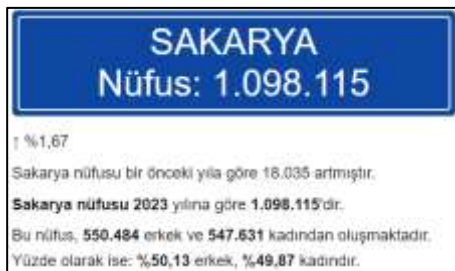 SAKARYA
Nüfus: 1.098.115
↑ %1,67
Sakarya nüfusu bir önceki yıla göre 18.035 artmıştır.
Sakarya nüfusu 2023 yılına göre 1.098.115'dir.
Bu nüfus, 550.484 erkek ve 547.631 kadından oluşmaktadır.
Yüzde olarak ise: %50,13 erkek, %49,87 kadındır.